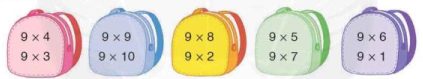 9 × 4
9 × 3
9 × 9
9 × 10
9 × 8
9 × 2
9 × 5
9 × 7
9 × 6
9 × 1